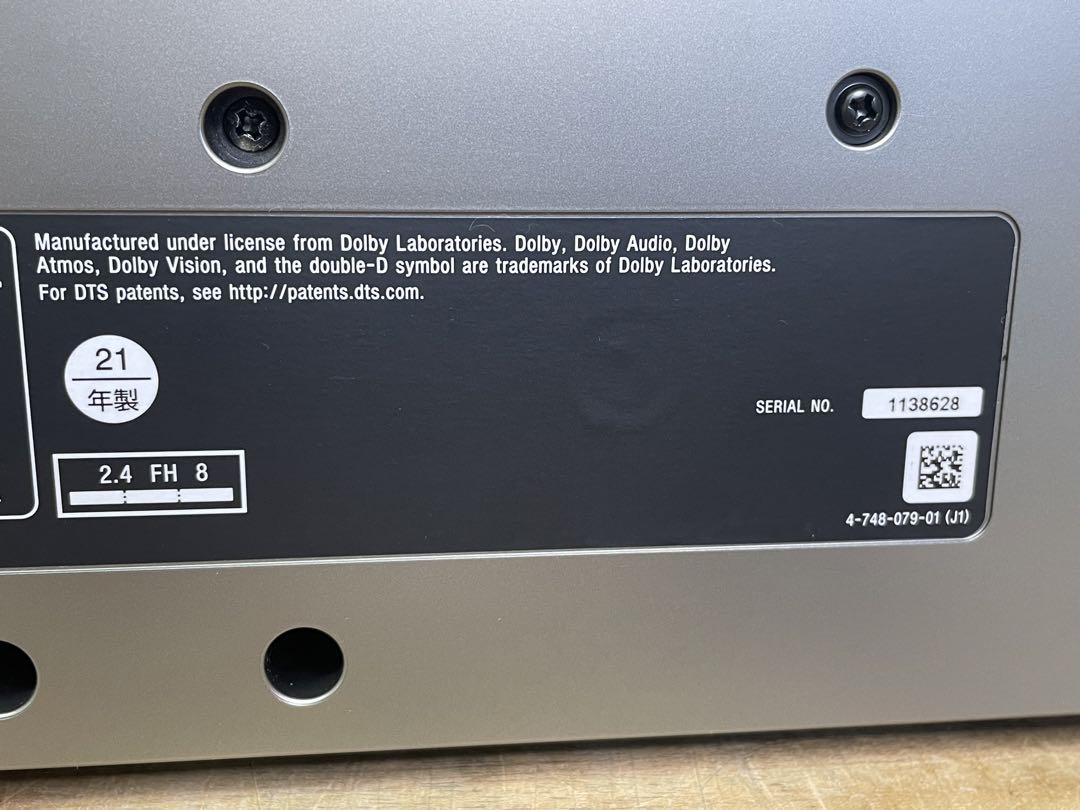 Manufactured under license from Dolby Laboratories. Dolby, Dolby Audio, Dolby
Atmos, Dolby Vision, and the double-D symbol are trademarks of Dolby Laboratories.
For DTS patents, see http://patents.dts.com.
21
年製
SERIAL NO. 1138628
2.4 FH 8
4-748-079-01 (J1)